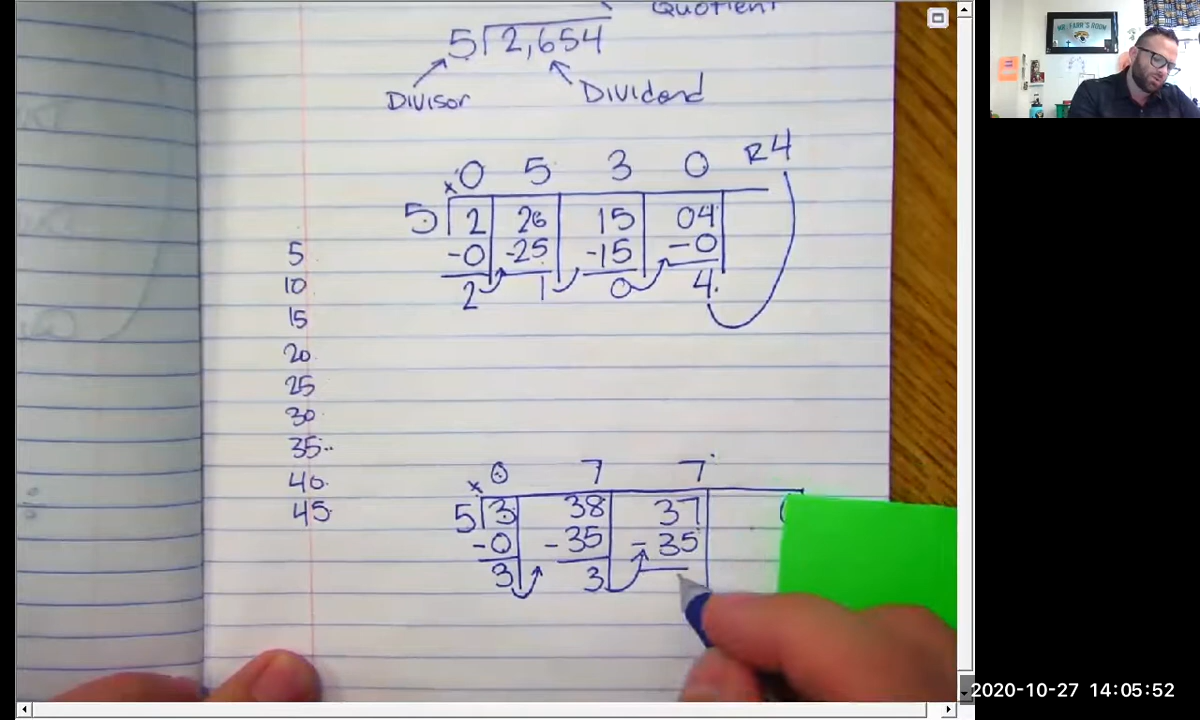 Quotient
5 2,654
Divisor Dividend
x 0 5 3 0 R4
5 2 26 15 04
-0 -25 -15 -0
2 1 0 4
5
10
15
20
25
30
35
40
45
x 0 7 7
5 3 38 37
-0 -35 -35
3 3
MR. FARR'S ROOM
2020-10-27 14:05:52